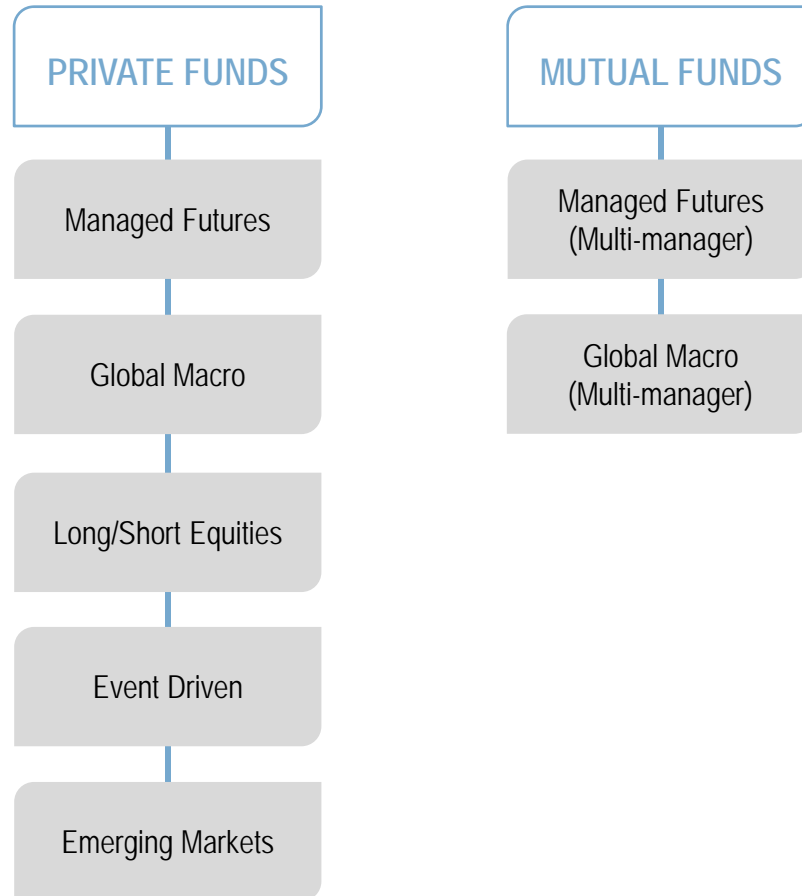 PRIVATE FUNDS
Managed Futures
Global Macro
Long/Short Equities
Event Driven
Emerging Markets
MUTUAL FUNDS
Managed Futures
(Multi-manager)
Global Macro
(Multi-manager)